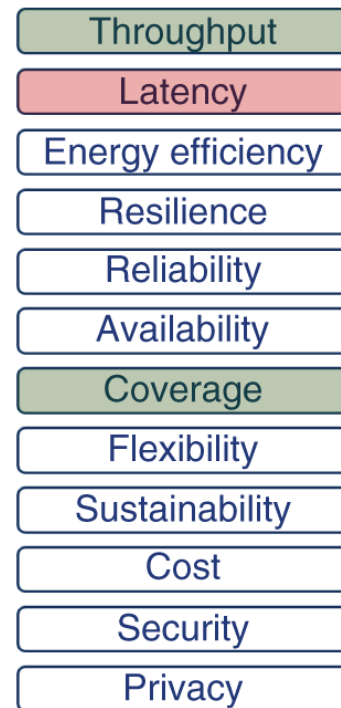 Throughput
Latency
Energy efficiency
Resilience
Reliability
Availability
Coverage
Flexibility
Sustainability
Cost
Security
Privacy